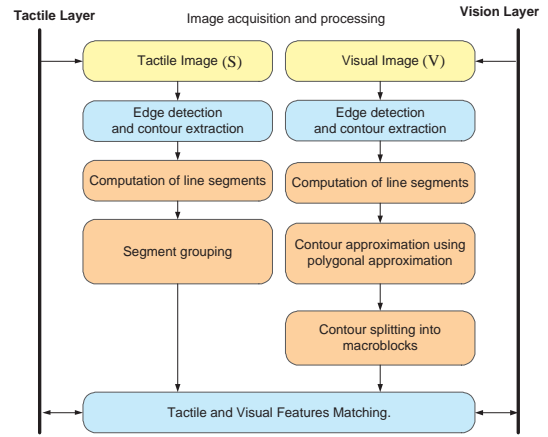 Tactile Layer
Image acquisition and processing
Vision Layer
Tactile Image (S)
Visual Image (V)
Edge detection
and contour extraction
Edge detection
and contour extraction
Computation of line segments
Computation of line segments
Segment grouping
Contour approximation using
polygonal approximation
Contour splitting into
macroblocks
Tactile and Visual Features Matching.